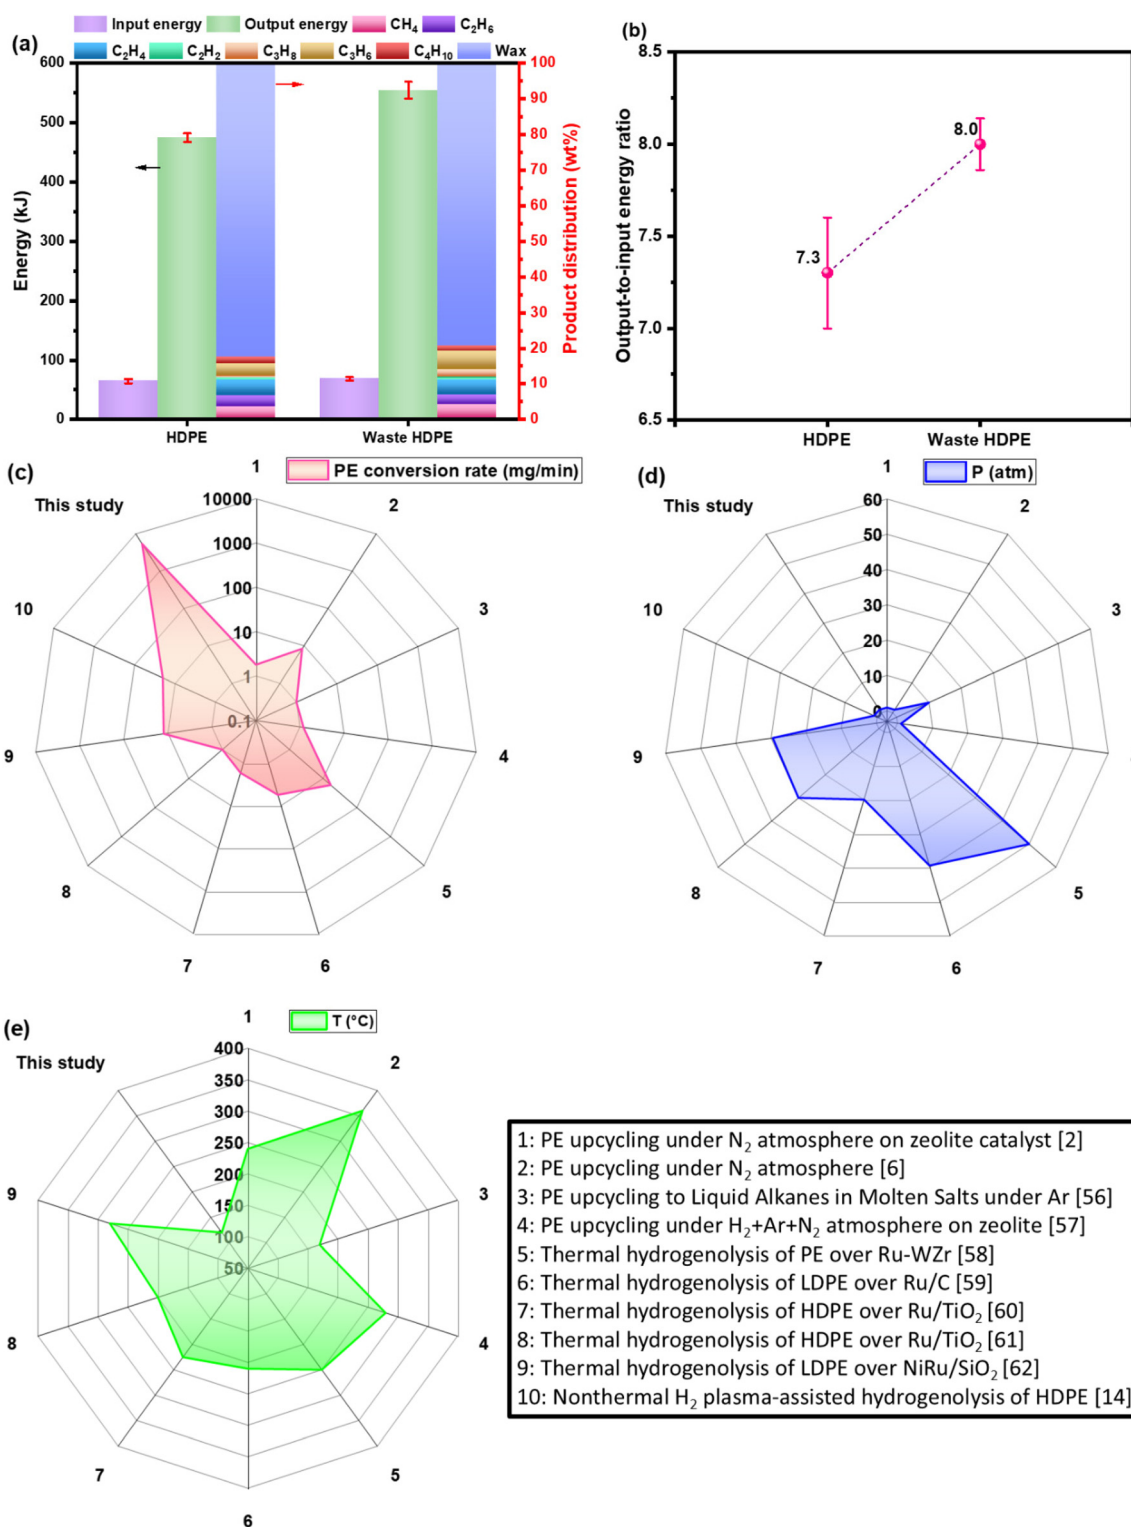 (a)
Input energy Output energy CH₄ C₂H₆
C₂H₄ C₂H₂ C₃H₈ C₃H₆ C₄H₁₀ Wax
600
500
400
300
200
100
0
Energy (kJ)
100
90
80
70
60
50
40
30
20
10
0
Product distribution (wt%)
HDPE Waste HDPE
(b)
8.5
8.0
7.5
7.0
6.5
Output-to-input energy ratio
7.3
8.0
HDPE Waste HDPE
(c)
PE conversion rate (mg/min)
This study
1
2
3
4
5
6
7
8
9
10
10000
1000
100
10
1
0.1
(d)
P (atm)
This study
1
2
3
5
6
7
8
9
10
60
50
40
30
20
10
0
(e)
T (°C)
This study
1
2
3
4
5
6
7
8
9
400
350
300
250
200
150
100
50
1: PE upcycling under N₂ atmosphere on zeolite catalyst [2]
2: PE upcycling under N₂ atmosphere [6]
3: PE upcycling to Liquid Alkanes in Molten Salts under Ar [56]
4: PE upcycling under H₂+Ar+N₂ atmosphere on zeolite [57]
5: Thermal hydrogenolysis of PE over Ru-WZr [58]
6: Thermal hydrogenolysis of LDPE over Ru/C [59]
7: Thermal hydrogenolysis of HDPE over Ru/TiO₂ [60]
8: Thermal hydrogenolysis of HDPE over Ru/TiO₂ [61]
9: Thermal hydrogenolysis of LDPE over NiRu/SiO₂ [62]
10: Nonthermal H₂ plasma-assisted hydrogenolysis of HDPE [14]